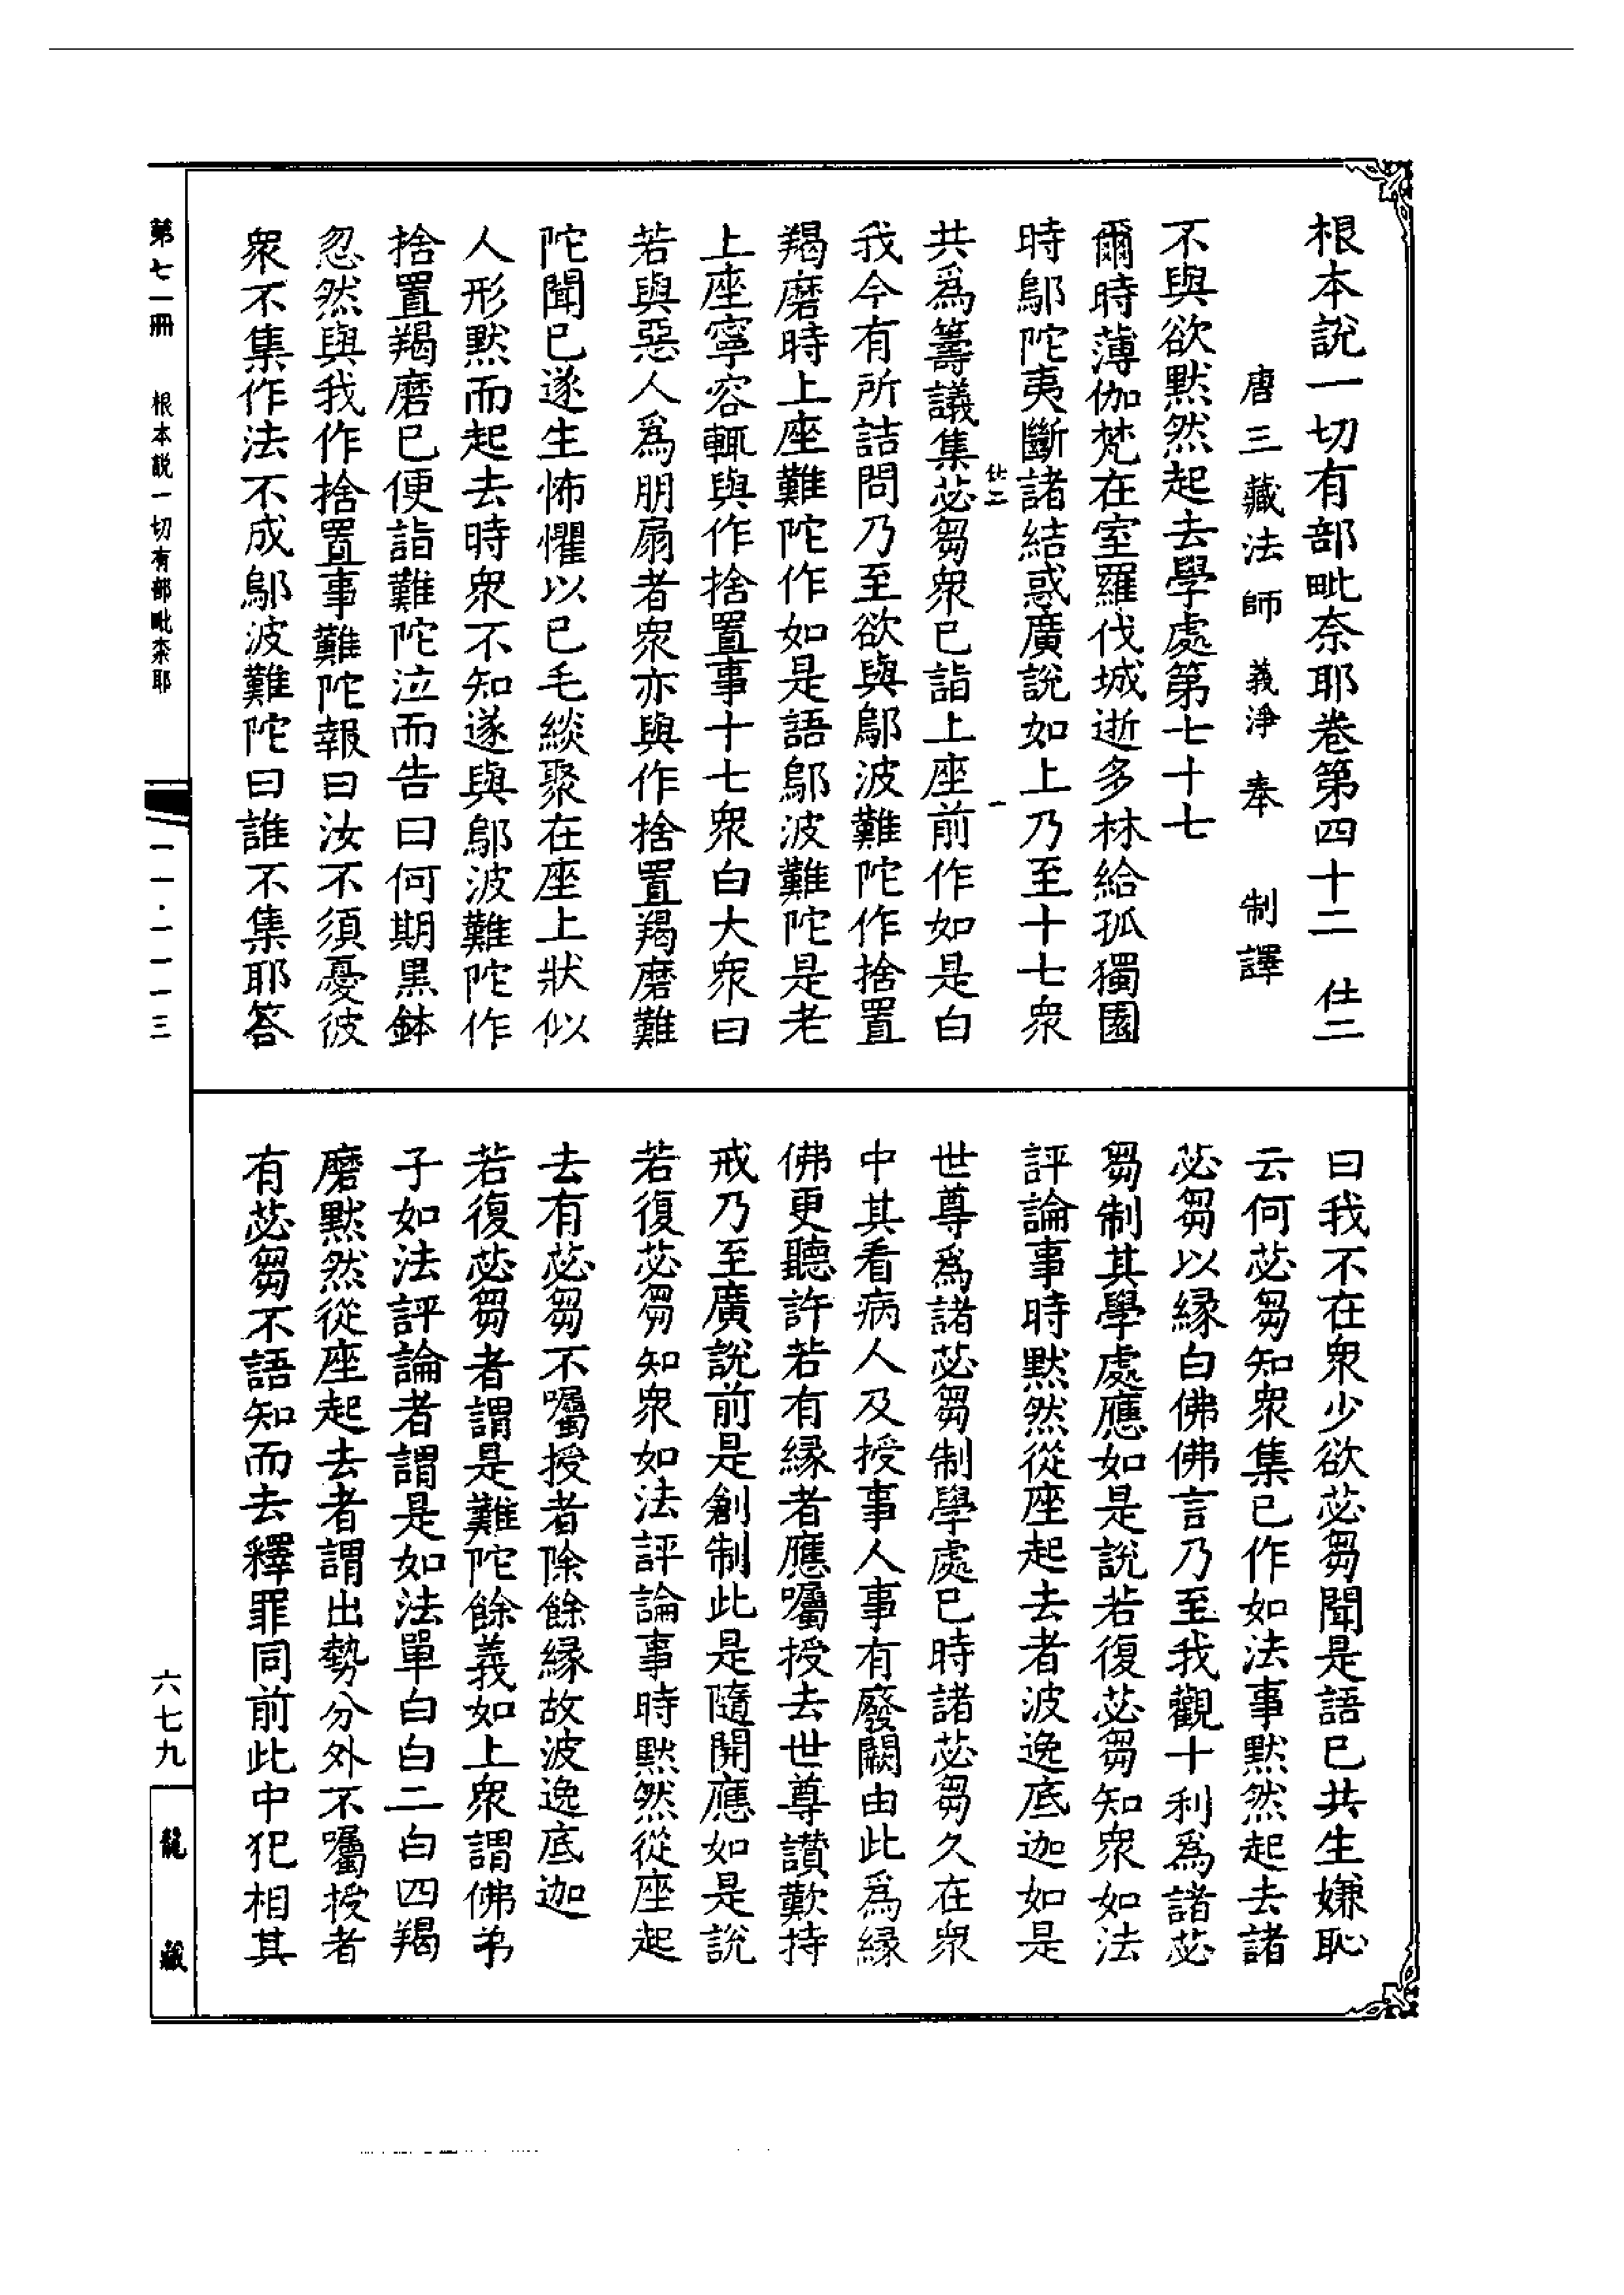 根本說一切有部毗奈耶卷第四十二　仕二
唐三藏法師　義淨　奉　制譯
不與欲默然起去學處第七十七
爾時薄伽梵在室羅伐城逝多林給孤獨園
時鄔陀夷斷諸結惑廣說如上乃至十七衆
仕二　一
共爲籌議集苾芻衆已詣上座前作如是白
我今有所詰問乃至欲與鄔波難陀作捨置
羯磨時上座難陀作如是語鄔波難陀是老
上座寧容輒與作捨置事十七衆白大衆曰
若與惡人爲朋扇者衆亦與作捨置羯磨難
陀聞已遂生怖懼以已毛緂聚在座上狀似
人形默而起去時衆不知遂與鄔波難陀作
捨置羯磨已便詣難陀泣而告曰何期黑鉢
忽然與我作捨置事難陀報曰汝不須憂彼
衆不集作法不成鄔波難陀曰誰不集耶答
曰我不在衆少欲苾芻聞是語已共生嫌恥
云何苾芻知衆集已作如法事默然起去諸
苾芻以緣白佛佛言乃至我觀十利爲諸苾
芻制其學處應如是說若復苾芻知衆如法
評論事時默然從座起去者波逸底迦如是
世尊爲諸苾芻制學處已時諸苾芻久在衆
中其看病人及授事人事有廢闕由此爲緣
佛更聽許若有緣者應囑授去世尊讚歎持
戒乃至廣說前是創制此是隨開應如是說
若復苾芻知衆如法評論事時默然從座起
去有苾芻不囑授者除餘緣故波逸底迦
若復苾芻者謂是難陀餘義如上衆謂佛弟
子如法評論者謂是如法單白白二白四羯
磨默然從座起去者謂出勢分外不囑授者
有苾芻不語知而去釋罪同前此中犯相其
第七一冊　根本說一切有部毗奈耶
一一·一一一三
六七九
龍藏